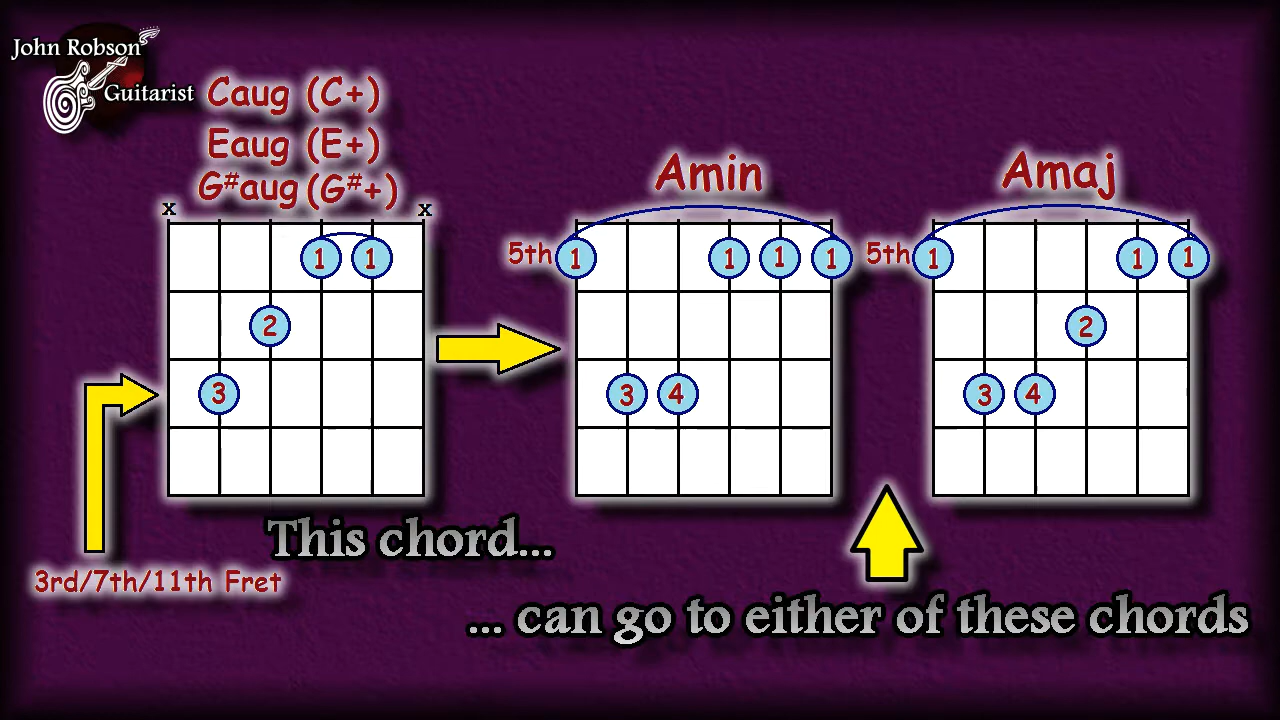 John Robson
Guitarist
Caug (C+)
Eaug (E+)
G#aug (G#+)
x x
1 1
2
3
3rd/7th/11th Fret
This chord...
Amin
5th 1 1 1 1
3 4
Amaj
5th 1 1 1
2
3 4
... can go to either of these chords